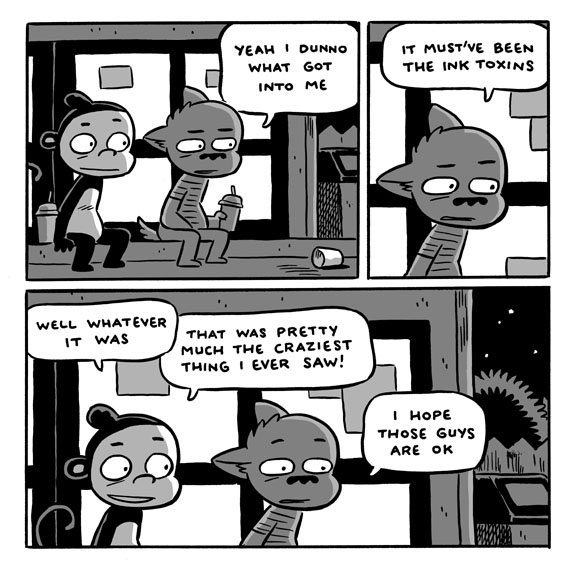 YEAH I DUNNO
WHAT GOT
INTO ME
IT MUST'VE BEEN
THE INK TOXINS
WELL WHATEVER
IT WAS
THAT WAS PRETTY
MUCH THE CRAZIEST
THING I EVER SAW!
I HOPE
THOSE GUYS
ARE OK